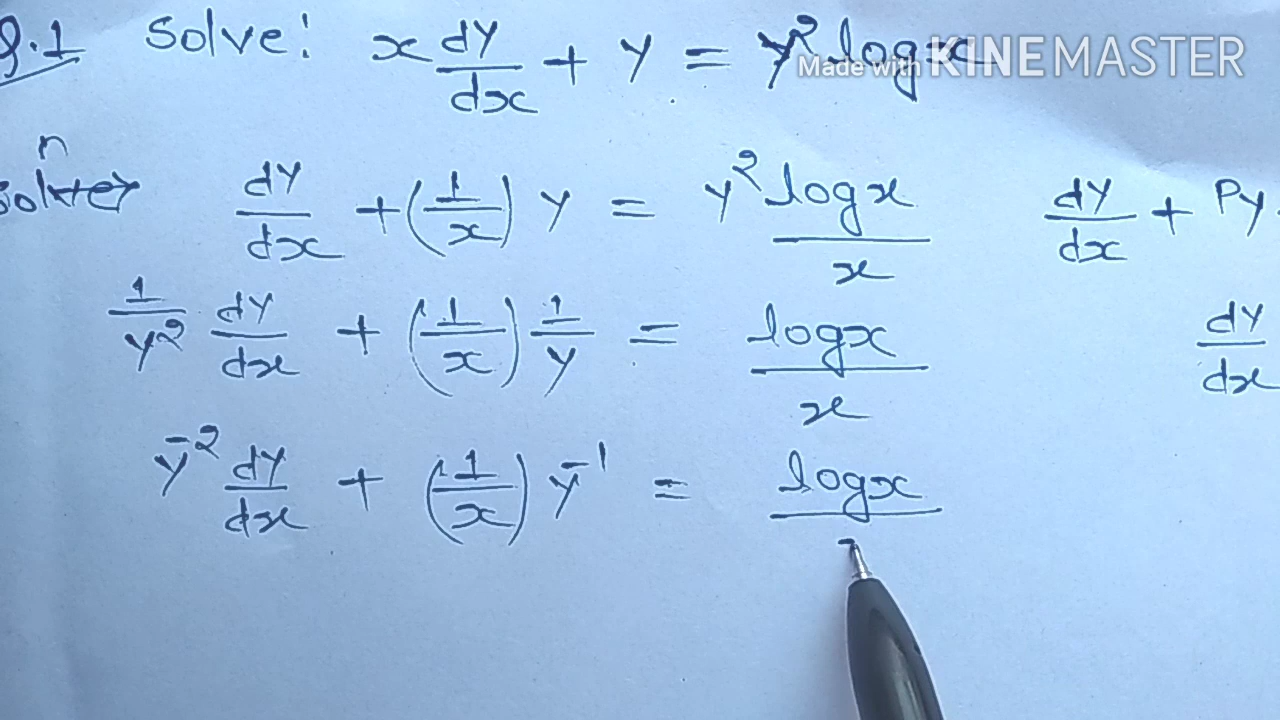 Q.1 Solve: x dy/dx + y = y² log x
Made with KINEMASTER
soln dy/dx + (1/x) y = y² log x / x dy/dx + Py
1/y² dy/dx + (1/x) 1/y = log x / x dy/dx
y⁻² dy/dx + (1/x) y⁻¹ = log x /